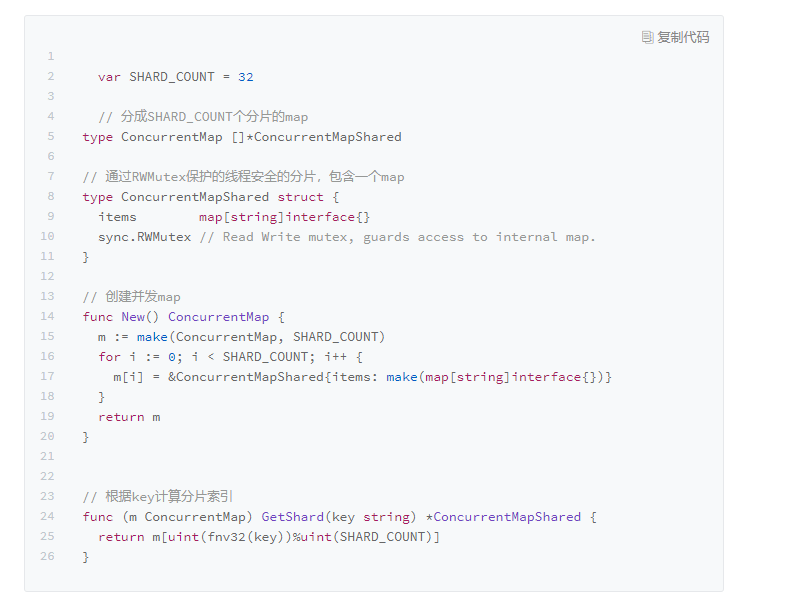 复制代码
1
2 var SHARD_COUNT = 32
3
4 // 分成SHARD_COUNT个分片的map
5 type ConcurrentMap []*ConcurrentMapShared
6
7 // 通过RWMutex保护的线程安全的分片，包含一个map
8 type ConcurrentMapShared struct {
9 items        map[string]interface{}
10 sync.RWMutex // Read Write mutex, guards access to internal map.
11 }
12
13 // 创建并发map
14 func New() ConcurrentMap {
15 m := make(ConcurrentMap, SHARD_COUNT)
16 for i := 0; i < SHARD_COUNT; i++ {
17 m[i] = &ConcurrentMapShared{items: make(map[string]interface{})}
18 }
19 return m
20 }
21
22
23 // 根据key计算分片索引
24 func (m ConcurrentMap) GetShard(key string) *ConcurrentMapShared {
25 return m[uint(fnv32(key))%uint(SHARD_COUNT)]
26 }